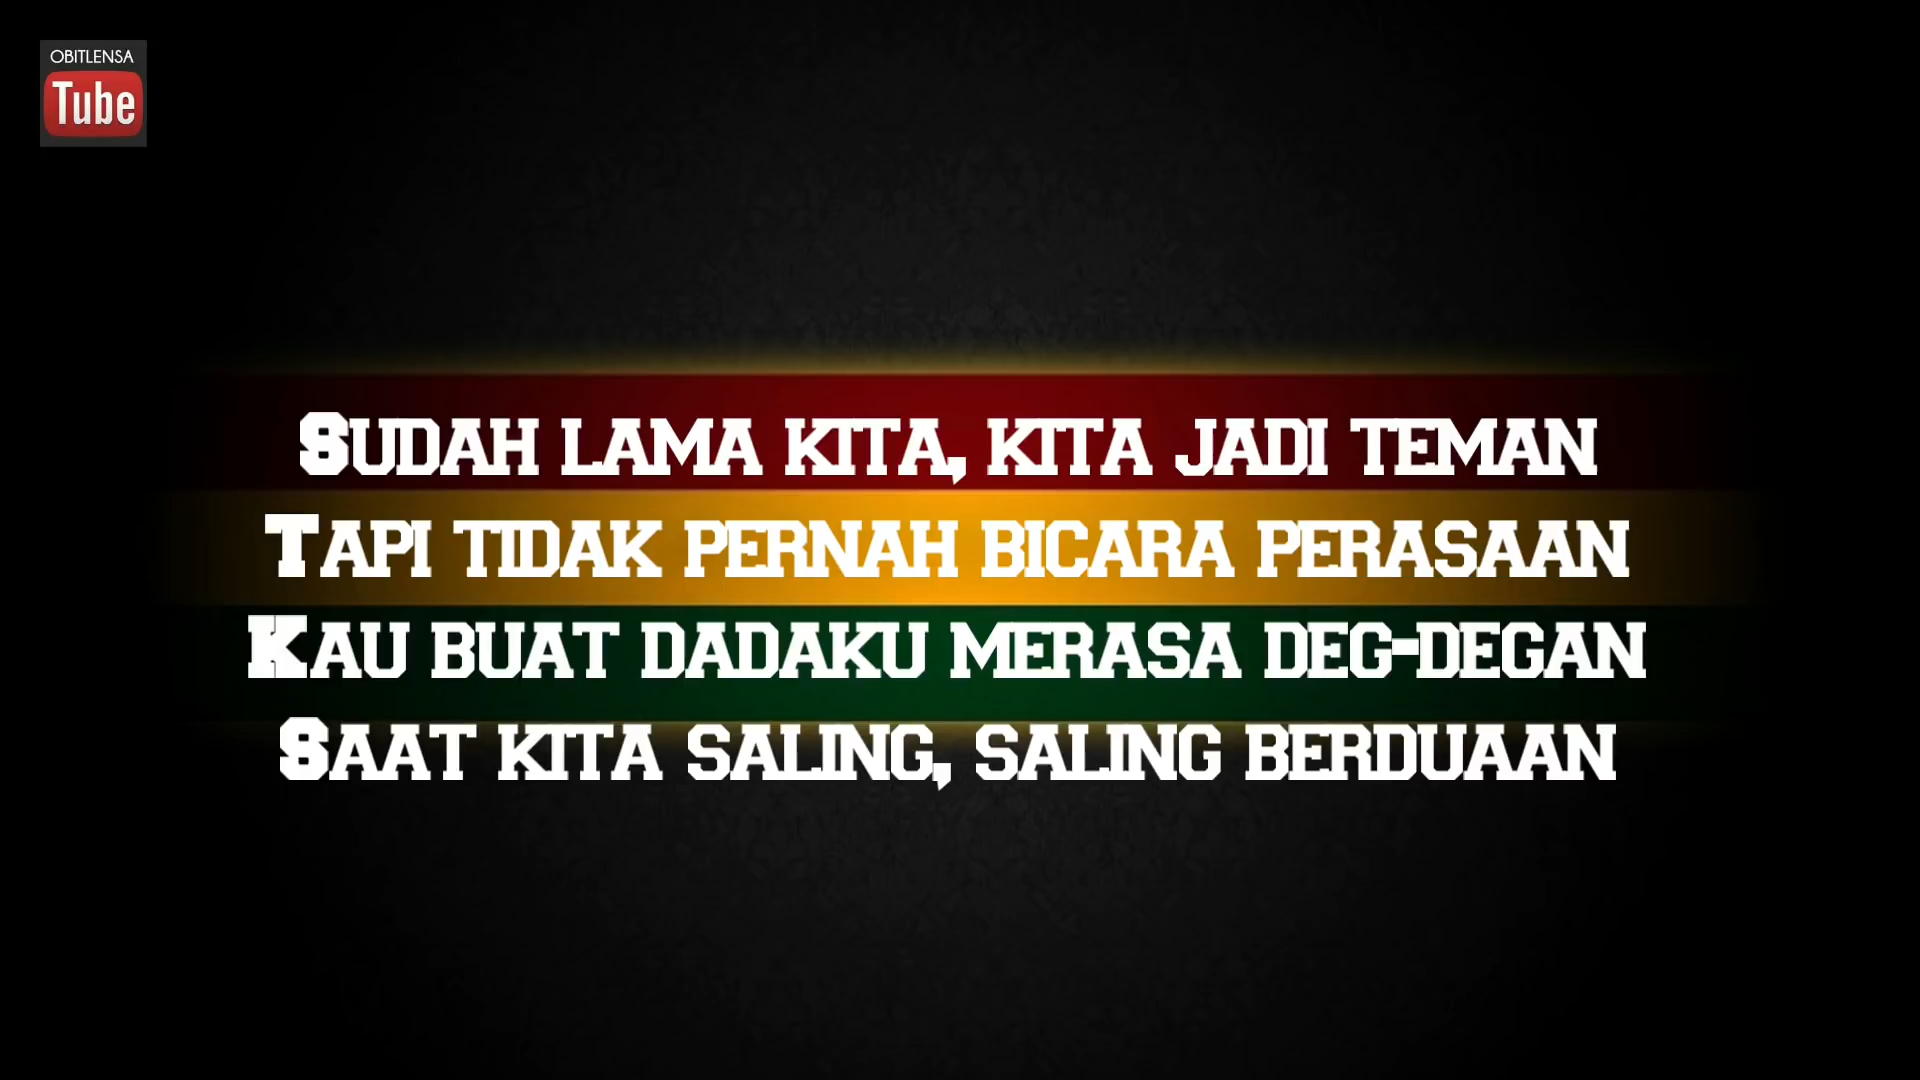 OBITLENSA
Tube
Sudah lama kita, kita jadi teman
Tapi tidak pernah bicara perasaan
Kau buat dadaku merasa deg-degan
Saat kita saling, saling berduaan